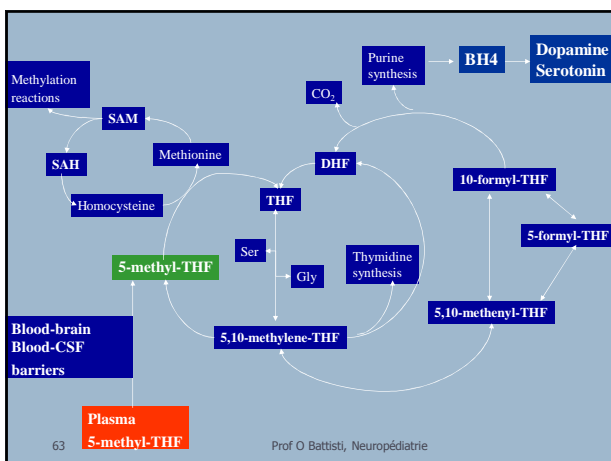 Methylation
reactions
SAM
SAH
Homocysteine
Methionine
CO2
Purine
synthesis
BH4
Dopamine
Serotonin
DHF
THF
10-formyl-THF
5-formyl-THF
Ser
Gly
Thymidine
synthesis
5-methyl-THF
5,10-methylene-THF
5,10-methenyl-THF
Blood-brain
Blood-CSF
barriers
Plasma
5-methyl-THF
63
Prof O Battisti, Neuropédiatrie